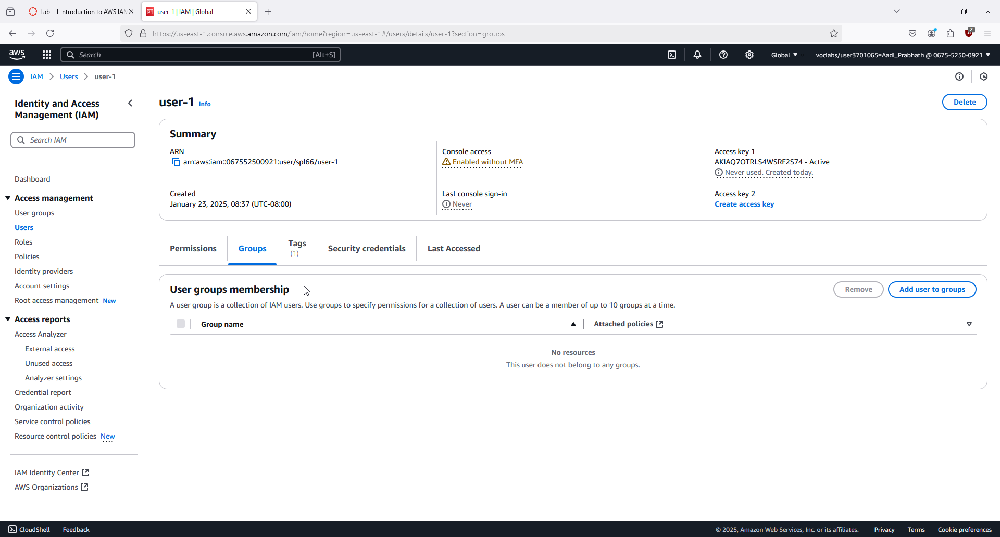 Lab - 1 Introduction to AWS IAM
user-1 | IAM | Global
https://us-east-1.console.aws.amazon.com/iam/home?region=us-east-1#/users/details/user-1?section=groups
2
aws
Search
[Alt+S]
Global
voclabs/user3701065=Aadi_Prabhath @ 0675-5250-0921
IAM
Users
user-1
Identity and Access
Management (IAM)
Search IAM
Dashboard
Access management
User groups
Users
Roles
Policies
Identity providers
Account settings
Root access management New
Access reports
Access Analyzer
External access
Unused access
Analyzer settings
Credential report
Organization activity
Service control policies
Resource control policies New
IAM Identity Center
AWS Organizations
user-1 Info
Delete
Summary
ARN
arn:aws:iam::067552500921:user/spl66/user-1
Console access
Enabled without MFA
Access key 1
AKIAQ7OTRLS4WSRF2S74 - Active
Never used. Created today.
Created
January 23, 2025, 08:37 (UTC-08:00)
Last console sign-in
Never
Access key 2
Create access key
Permissions
Groups
Tags
(1)
Security credentials
Last Accessed
User groups membership
Remove
Add user to groups
A user group is a collection of IAM users. Use groups to specify permissions for a collection of users. A user can be a member of up to 10 groups at a time.
Group name
Attached policies
No resources
This user does not belong to any groups.
CloudShell
Feedback
© 2025, Amazon Web Services, Inc. or its affiliates.
Privacy
Terms
Cookie preferences